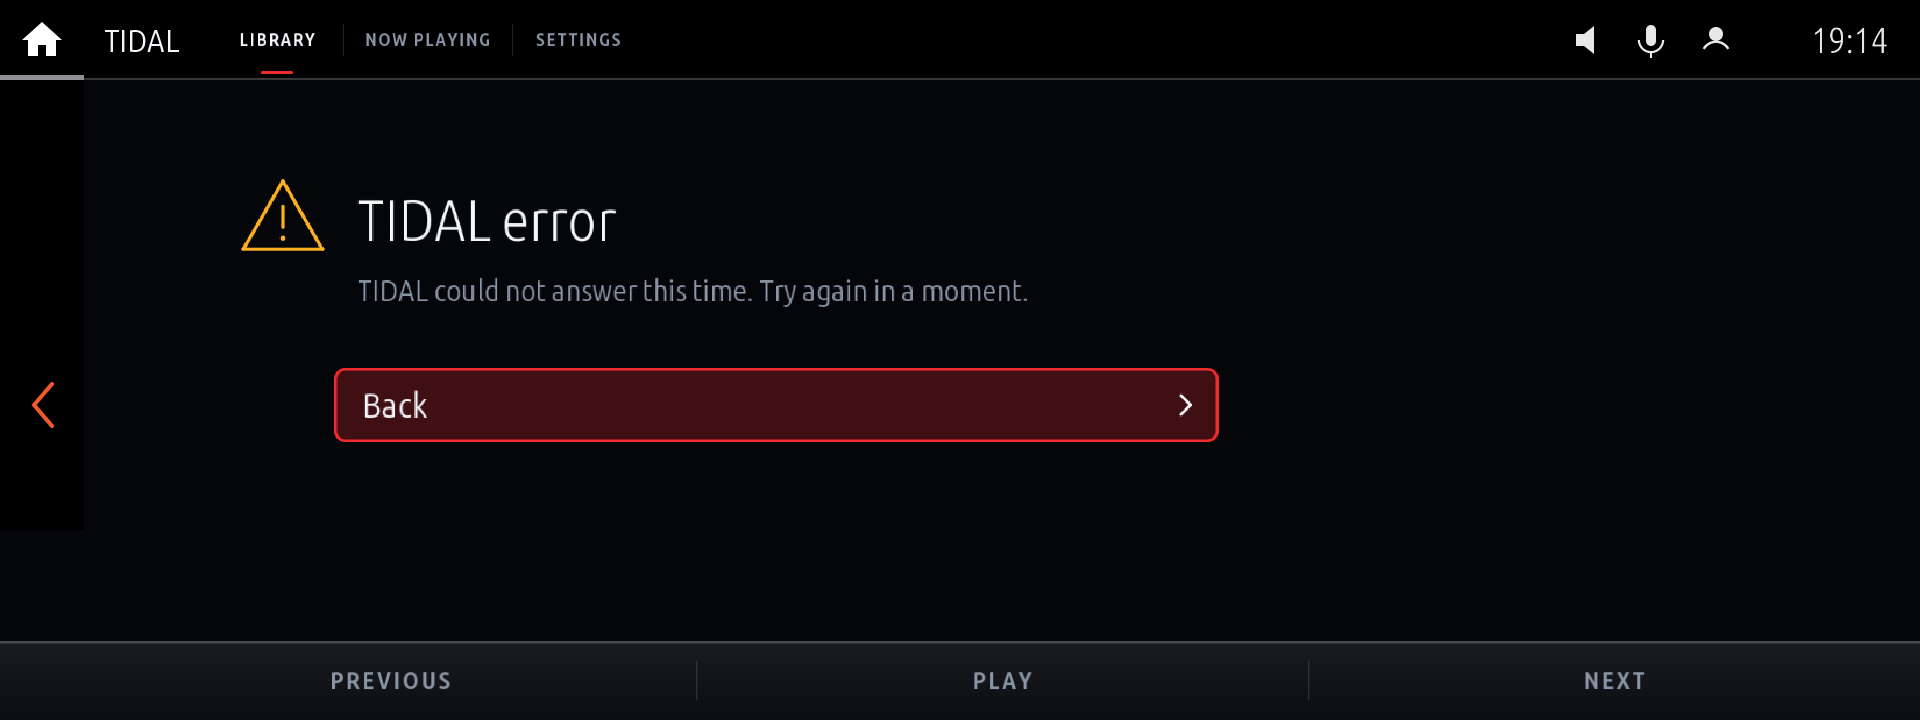 TIDAL
LIBRARY
NOW PLAYING
SETTINGS
19:14
TIDAL error
TIDAL could not answer this time. Try again in a moment.
Back
PREVIOUS
PLAY
NEXT